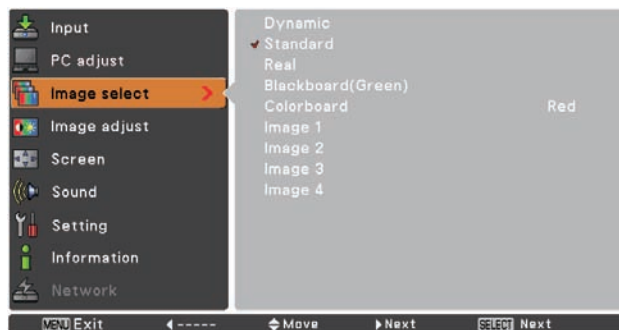 Input
PC adjust
Image select
Image adjust
Screen
Sound
Setting
Information
Network
Dynamic
Standard
Real
Blackboard(Green)
Colorboard Red
Image 1
Image 2
Image 3
Image 4
MENU Exit ----- Move Next SELECT Next